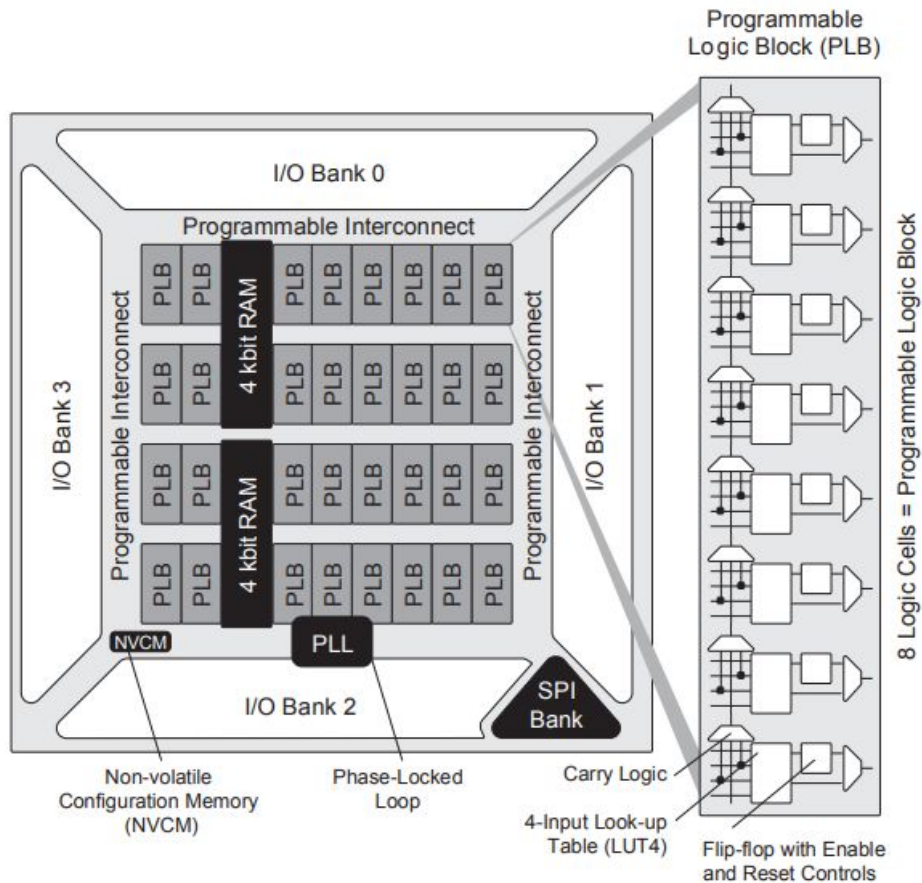 Programmable
Logic Block (PLB)
I/O Bank 0
Programmable Interconnect
I/O Bank 3
Programmable Interconnect
PLB PLB 4 kbit RAM PLB PLB PLB PLB PLB PLB
PLB PLB PLB PLB PLB PLB PLB PLB
PLB PLB 4 kbit RAM PLB PLB PLB PLB PLB PLB
PLB PLB PLB PLB PLB PLB PLB PLB
Programmable Interconnect
I/O Bank 1
8 Logic Cells = Programmable Logic Block
NVCM
PLL
I/O Bank 2
SPI
Bank
Non-volatile
Configuration Memory
(NVCM)
Phase-Locked
Loop
Carry Logic
4-Input Look-up
Table (LUT4)
Flip-flop with Enable
and Reset Controls